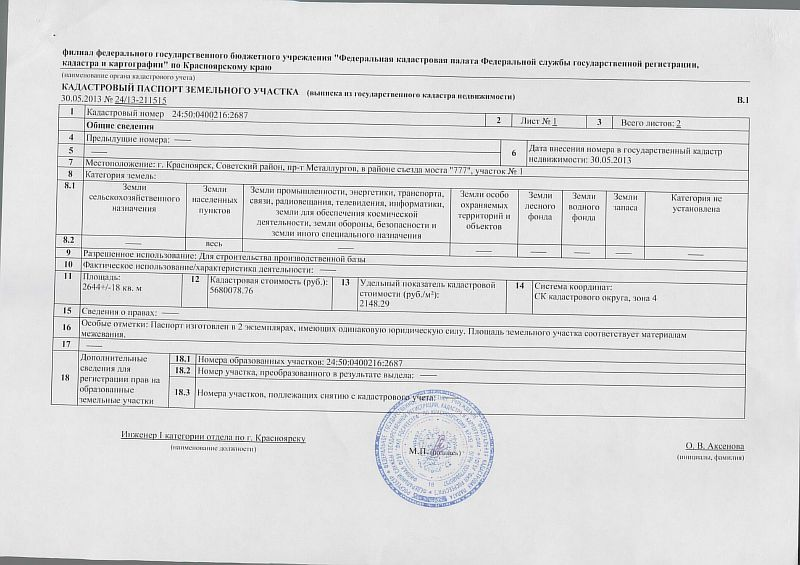 филиал федерального государственного бюджетного учреждения "Федеральная кадастровая палата Федеральной службы государственной регистрации,
кадастра и картографии" по Красноярскому краю
(наименование органа кадастрового учета)
КАДАСТРОВЫЙ ПАСПОРТ ЗЕМЕЛЬНОГО УЧАСТКА (выписка из государственного кадастра недвижимости) В.1
30.05.2013 № 24/13-211515
1 Кадастровый номер 24:50:0400216:2687 2 Лист № 1 3 Всего листов: 2
Общие сведения
4 Предыдущие номера: ——
5 ——
6 Дата внесения номера в государственный кадастр
недвижимости: 30.05.2013
7 Местоположение: г. Красноярск, Советский район, пр-т Металлургов, в районе съезда моста "777", участок № 1
8 Категория земель:
8.1 Земли
сельскохозяйственного
назначения
Земли
населенных
пунктов
Земли промышленности, энергетики, транспорта,
связи, радиовещания, телевидения, информатики,
земли для обеспечения космической
деятельности, земли обороны, безопасности и
земли иного специального назначения
Земли особо
охраняемых
территорий и
объектов
Земли
лесного
фонда
Земли
водного
фонда
Земли
запаса
Категория не
установлена
8.2 —— весь —— —— —— —— —— ——
9 Разрешенное использование: Для строительства производственной базы
10 Фактическое использование/характеристика деятельности: ——
11 Площадь:
2644+/-18 кв. м
12 Кадастровая стоимость (руб.):
5680078.76
13 Удельный показатель кадастровой
стоимости (руб./м²):
2148.29
14 Система координат:
СК кадастрового округа, зона 4
15 Сведения о правах: ——
16 Особые отметки: Паспорт изготовлен в 2 экземплярах, имеющих одинаковую юридическую силу. Площадь земельного участка соответствует материалам
межевания.
17 ——
18 Дополнительные
сведения для
регистрации прав на
образованные
земельные участки
18.1 Номера образованных участков: 24:50:0400216:2687
18.2 Номер участка, преобразованного в результате выдела: ——
18.3 Номера участков, подлежащих снятию с кадастрового учета:
Инженер I категории отдела по г. Красноярску
(наименование должности)
М.П. (подпись)
О. В. Аксенова
(инициалы, фамилия)